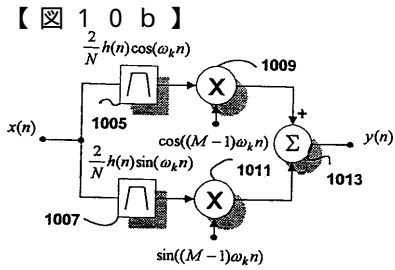 【図１０ｂ】
2/N h(n)cos(ω_k n)
1009
X
1005
x(n)
cos((M－1)ω_k n)
+
y(n)
Σ
2/N h(n)sin(ω_k n)
1011
1013
X
1007
sin((M－1)ω_k n)